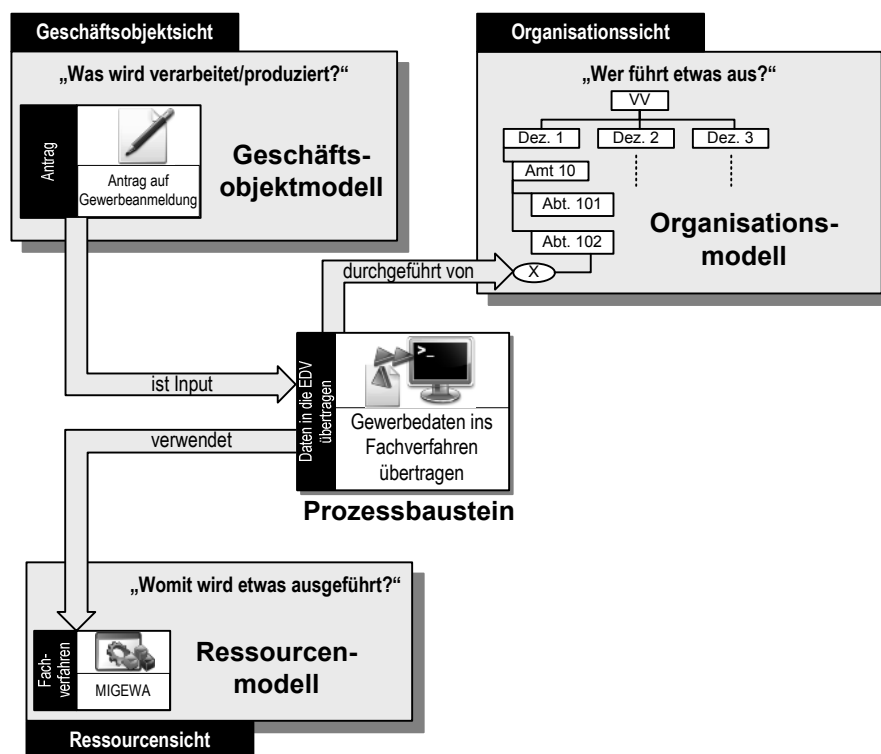 Geschäftsobjektsicht
„Was wird verarbeitet/produziert?“
Antrag
Antrag auf
Gewerbeanmeldung
Geschäfts-
objektmodell
Organisationssicht
„Wer führt etwas aus?“
VV
Dez. 1
Dez. 2
Dez. 3
Amt 10
Abt. 101
Abt. 102
X
Organisations-
modell
durchgeführt von
ist Input
verwendet
Daten in die EDV
übertragen
>_
Gewerbedaten ins
Fachverfahren
übertragen
Prozessbaustein
„Womit wird etwas ausgeführt?“
Fach-
verfahren
MIGEWA
Ressourcen-
modell
Ressourcensicht